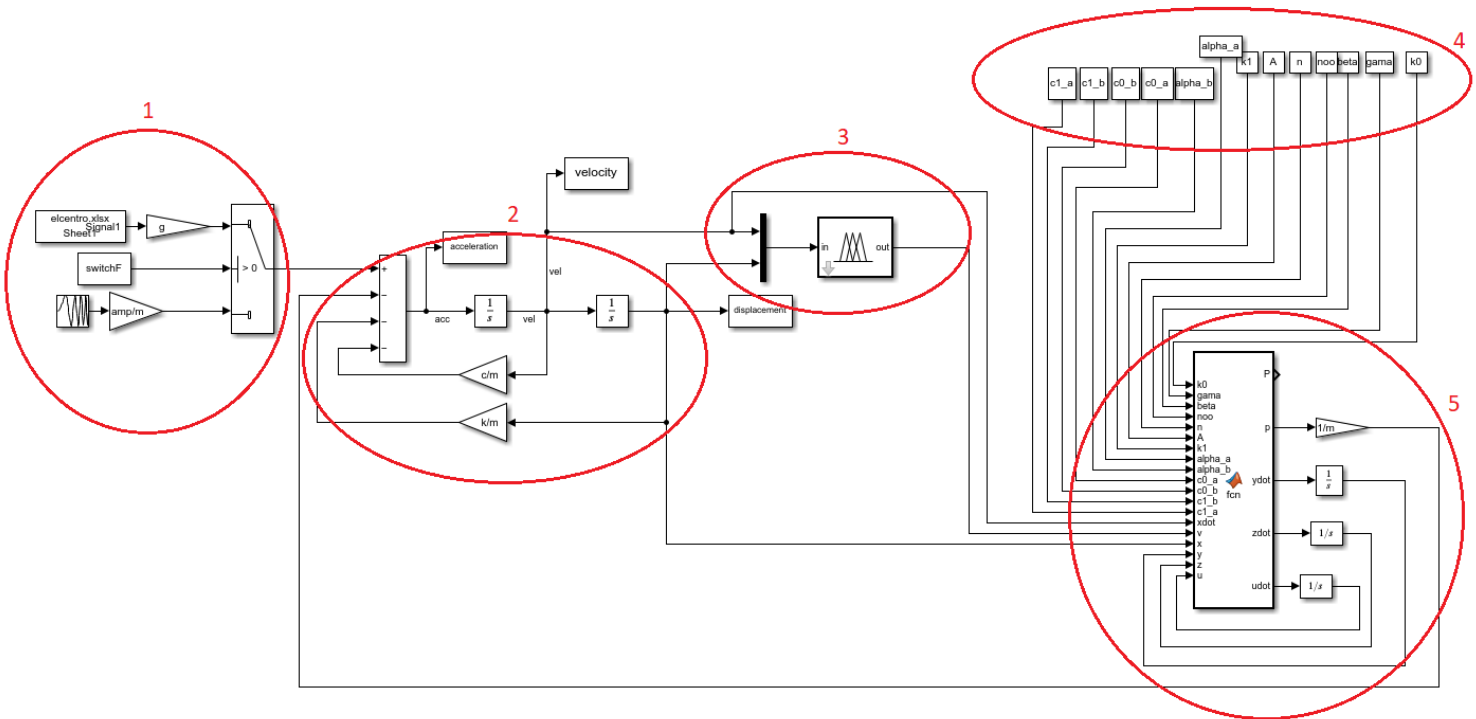 1
elcentro.xlsx
Signal1
Sheet1
g
switchF
> 0
amp/m
2
velocity
acceleration
+
−
−
−
acc
1
s
vel
vel
1
s
displacement
c/m
k/m
3
in
out
4
alpha_a
c1_a
c1_b
c0_b
c0_a
alpha_b
k1
A
n
noo
beta
gama
k0
5
P
k0
gama
beta
noo
n
A
k1
alpha_a
alpha_b
c0_a
c0_b
c1_b
c1_a
xdot
v
x
y
z
u
fcn
p
1/m
ydot
1
s
zdot
1/s
udot
1/s